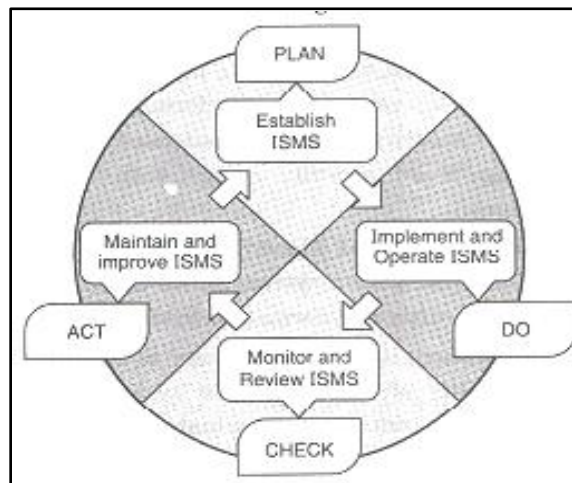 PLAN
Establish
ISMS
Maintain and
improve ISMS
Implement and
Operate ISMS
ACT
DO
Monitor and
Review ISMS
CHECK